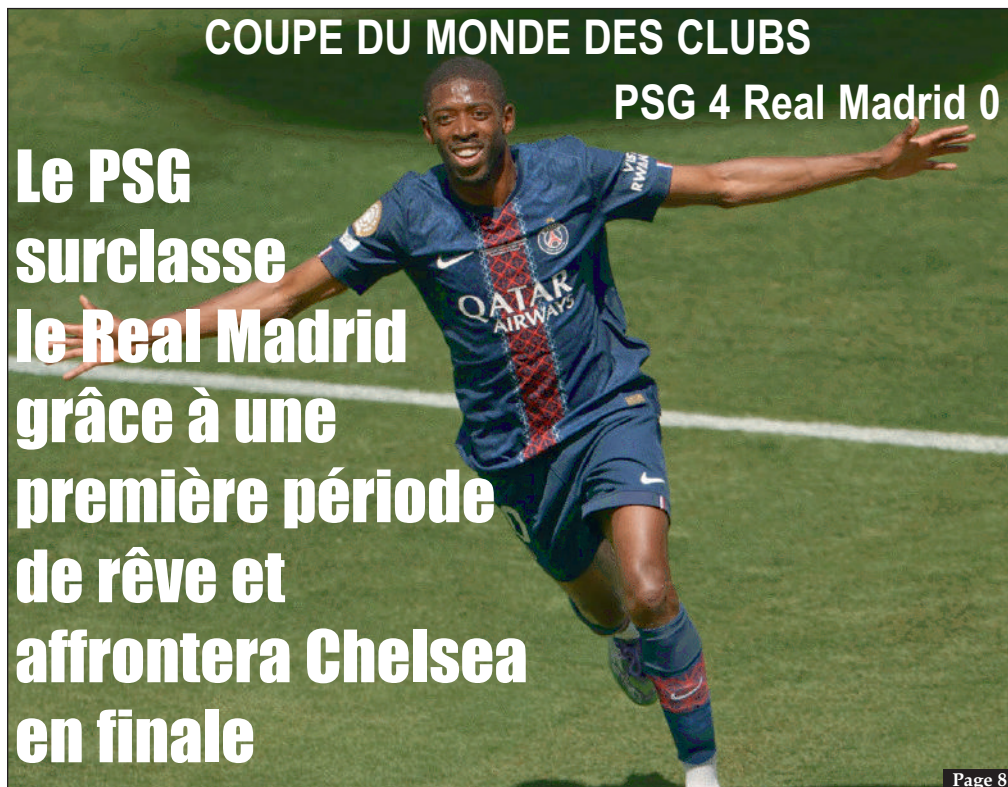 COUPE DU MONDE DES CLUBS
PSG 4 Real Madrid 0
Le PSG
surclasse
le Real Madrid
grâce à une
première période
de rêve et
affrontera Chelsea
en finale
QATAR
AIRWAYS
Page 8